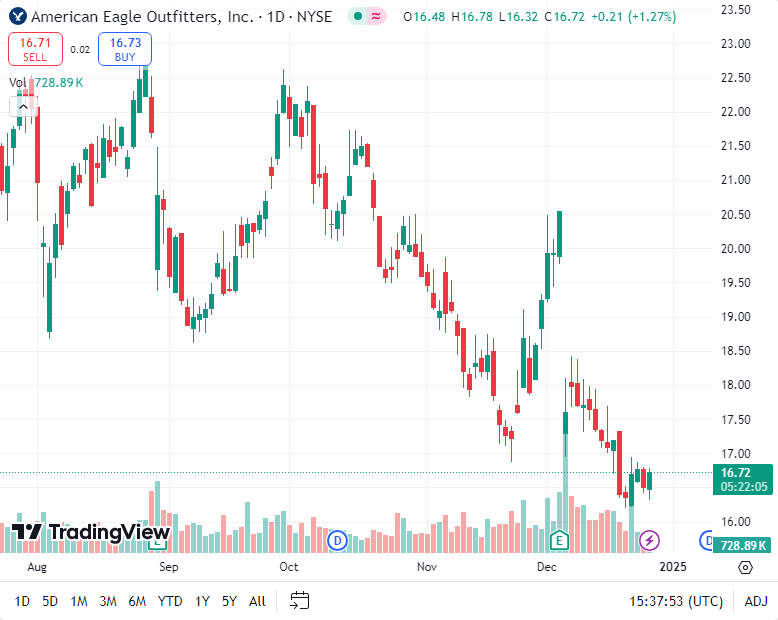 American Eagle Outfitters, Inc. · 1D · NYSE O16.48 H16.78 L16.32 C16.72 +0.21 (+1.27%)
16.71 SELL
0.02
16.73 BUY
Vol 728.89K
23.50
23.00
22.50
22.00
21.50
21.00
20.50
20.00
19.50
19.00
18.50
18.00
17.50
17.00
16.72
05:22:05
16.00
728.89K
TradingView
E
D
E
D
Aug Sep Oct Nov Dec 2025
1D 5D 1M 3M 6M YTD 1Y 5Y All
15:37:53 (UTC) ADJ